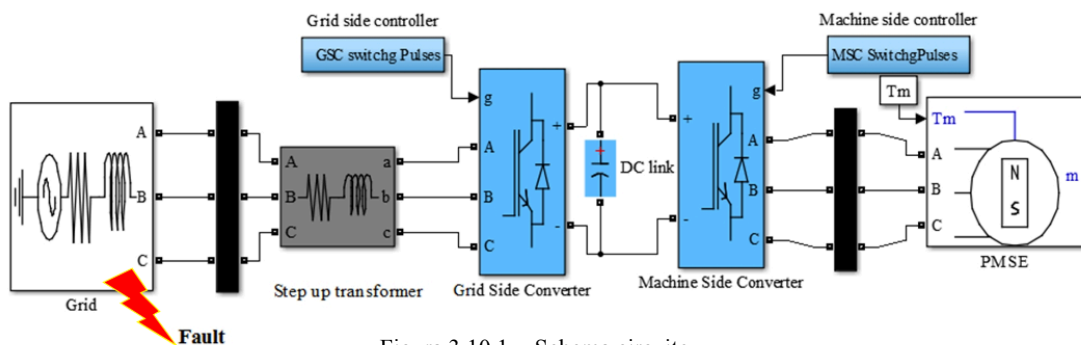 Grid side controller
GSC switchg Pulses
Machine side controller
MSC SwitchgPulses
Tm
g
g
Tm
A
A
a
A
+
+
A
A
B
B
b
B
DC link
B
B
N
S
m
C
C
c
C
-
-
C
C
Grid
Step up transformer
Grid Side Converter
Machine Side Converter
PMSE
Fault